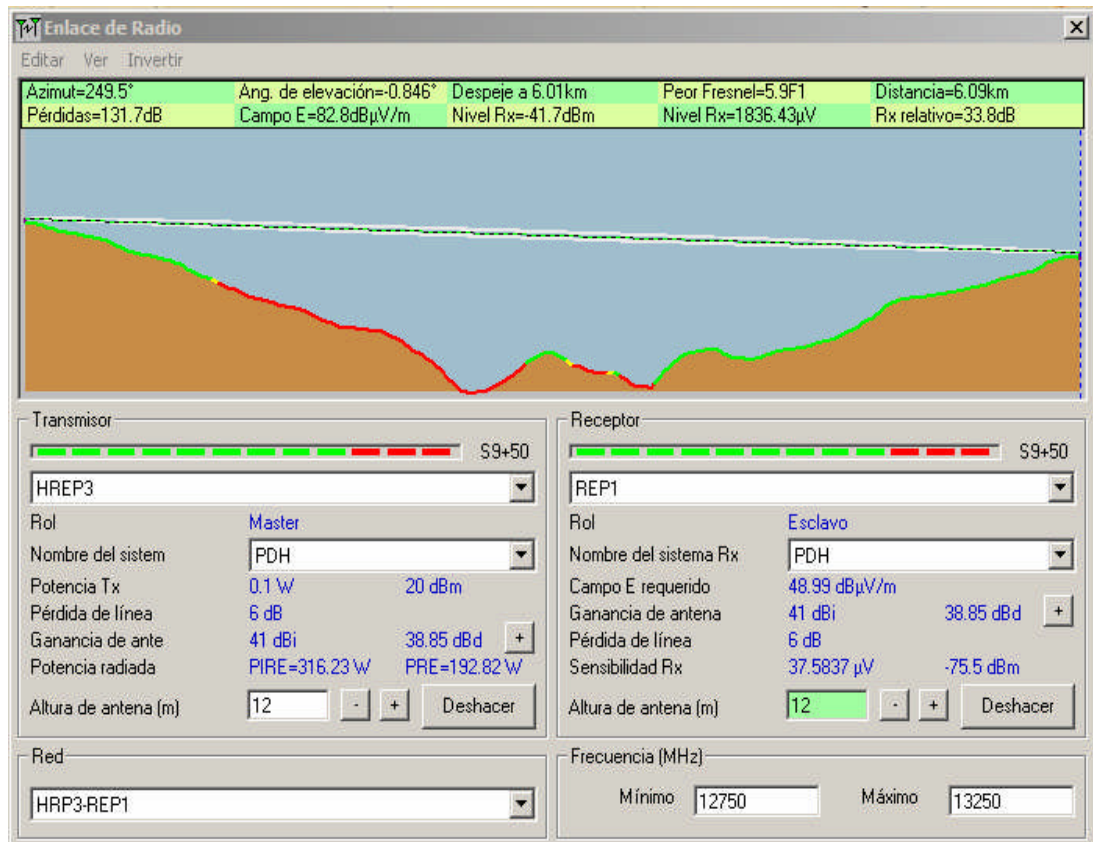 Enlace de Radio
Editar Ver Invertir
Azimut=249.5° Ang. de elevación=-0.846° Despeje a 6.01km Peor Fresnel=5.9F1 Distancia=6.09km
Pérdidas=131.7dB Campo E=82.8dBµV/m Nivel Rx=-41.7dBm Nivel Rx=1836.43µV Rx relativo=33.8dB
Transmisor
S9+50
HREP3
Rol Master
Nombre del sistem PDH
Potencia Tx 0.1 W 20 dBm
Pérdida de línea 6 dB
Ganancia de ante 41 dBi 38.85 dBd +
Potencia radiada PIRE=316.23 W PRE=192.82 W
Altura de antena (m) 12 - + Deshacer
Receptor
S9+50
REP1
Rol Esclavo
Nombre del sistema Rx PDH
Campo E requerido 48.99 dBµV/m
Ganancia de antena 41 dBi 38.85 dBd +
Pérdida de línea 6 dB
Sensibilidad Rx 37.5837 µV -75.5 dBm
Altura de antena (m) 12 - + Deshacer
Red
HRP3-REP1
Frecuencia (MHz)
Mínimo 12750 Máximo 13250